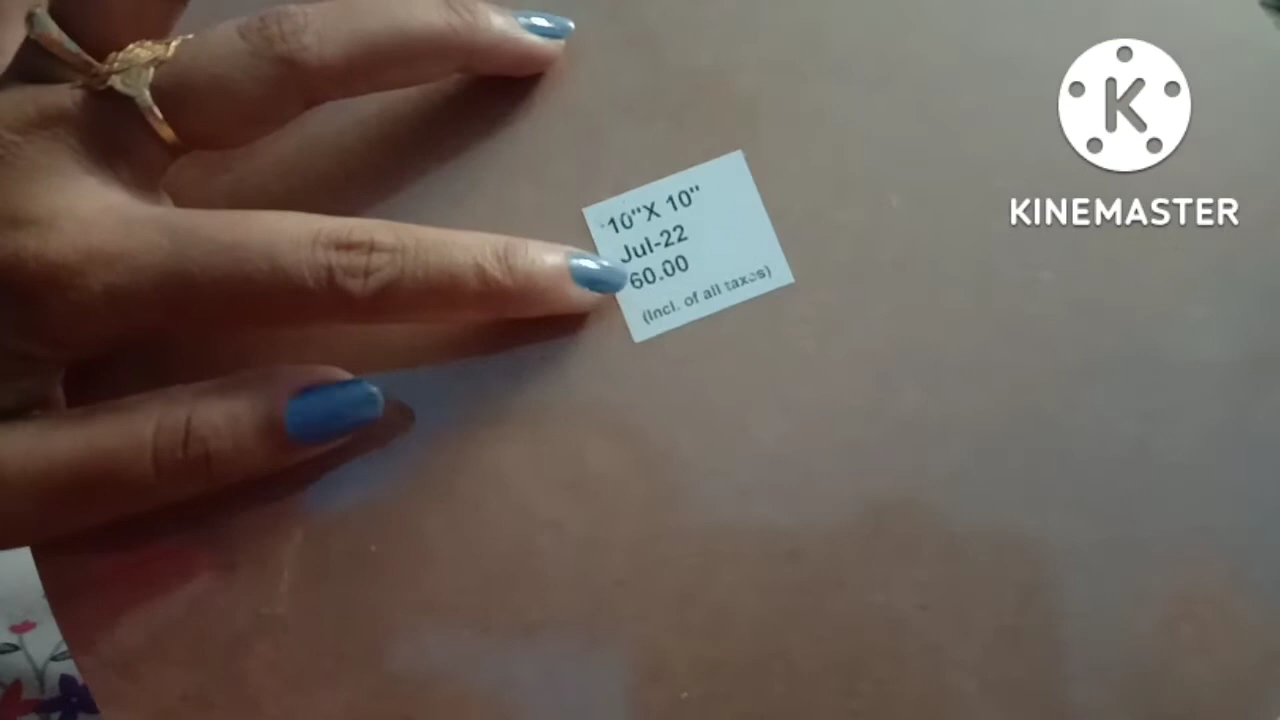 10"X 10"
Jul-22
60.00
(Incl. of all taxes)
K
KINEMASTER